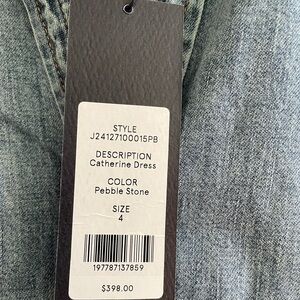 STYLE
J24127100015PB
DESCRIPTION
Catherine Dress
COLOR
Pebble Stone
SIZE
4
197787137859
$398.00